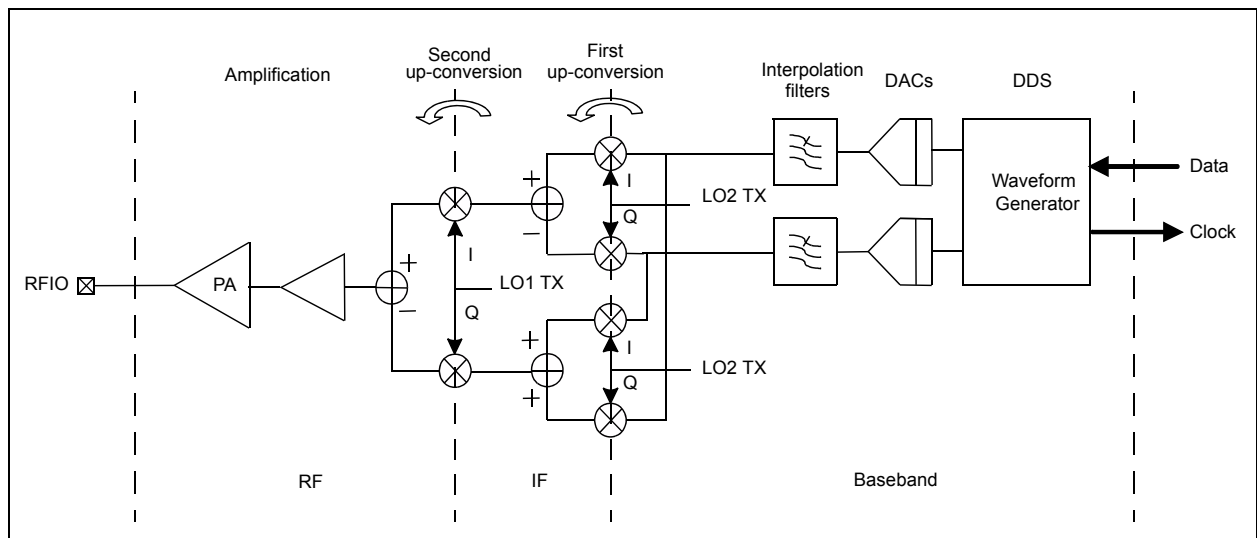 Amplification
Second
up-conversion
First
up-conversion
Interpolation
filters
DACs
DDS
Waveform
Generator
Data
Clock
RFIO
PA
+
−
I
LO1 TX
Q
+
−
I
LO2 TX
Q
+
+
I
LO2 TX
Q
RF
IF
Baseband